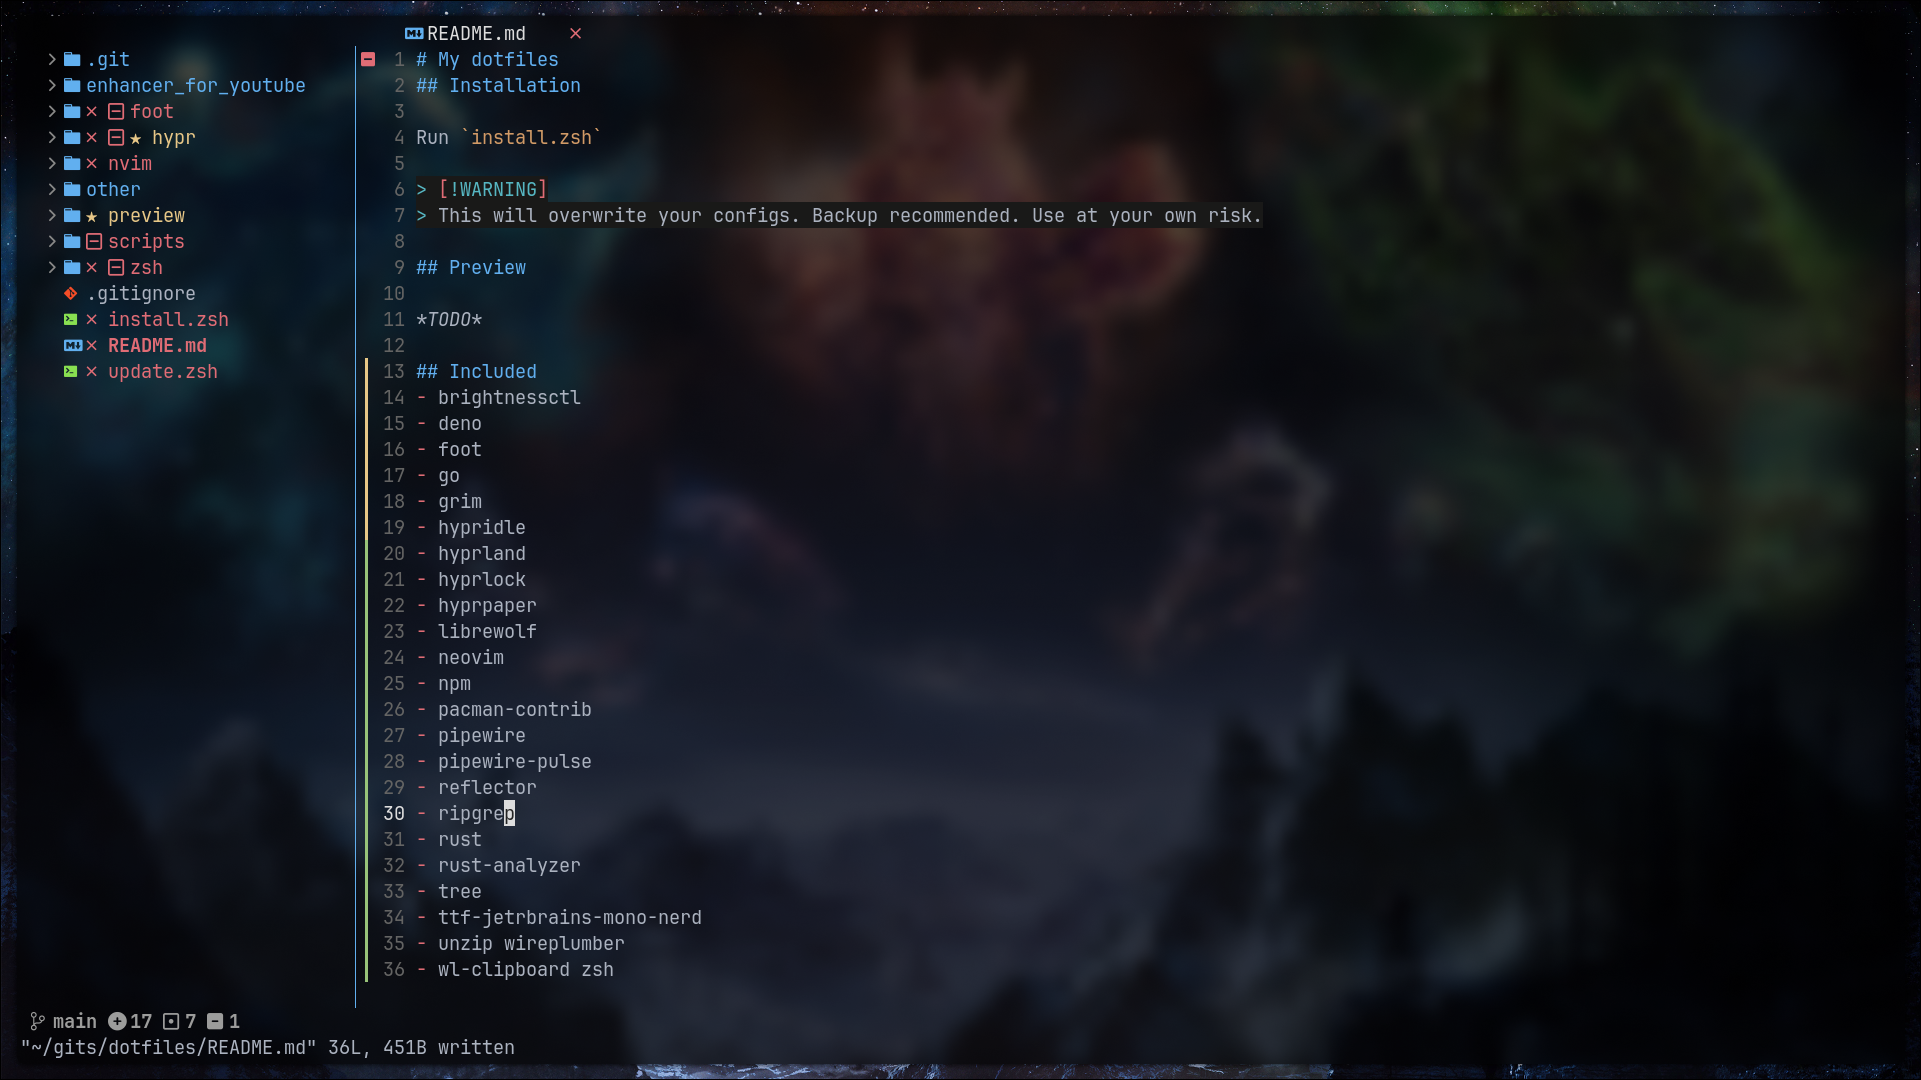 README.md
.git
enhancer_for_youtube
foot
hypr
nvim
other
preview
scripts
zsh
.gitignore
install.zsh
README.md
update.zsh
1 # My dotfiles
2 ## Installation
3
4 Run `install.zsh`
5
6 > [!WARNING]
7 > This will overwrite your configs. Backup recommended. Use at your own risk.
8
9 ## Preview
10
11 *TODO*
12
13 ## Included
14 - brightnessctl
15 - deno
16 - foot
17 - go
18 - grim
19 - hypridle
20 - hyprland
21 - hyprlock
22 - hyprpaper
23 - librewolf
24 - neovim
25 - npm
26 - pacman-contrib
27 - pipewire
28 - pipewire-pulse
29 - reflector
30 - ripgrep
31 - rust
32 - rust-analyzer
33 - tree
34 - ttf-jetrbrains-mono-nerd
35 - unzip wireplumber
36 - wl-clipboard zsh
main 17 7 1
"~/gits/dotfiles/README.md" 36L, 451B written